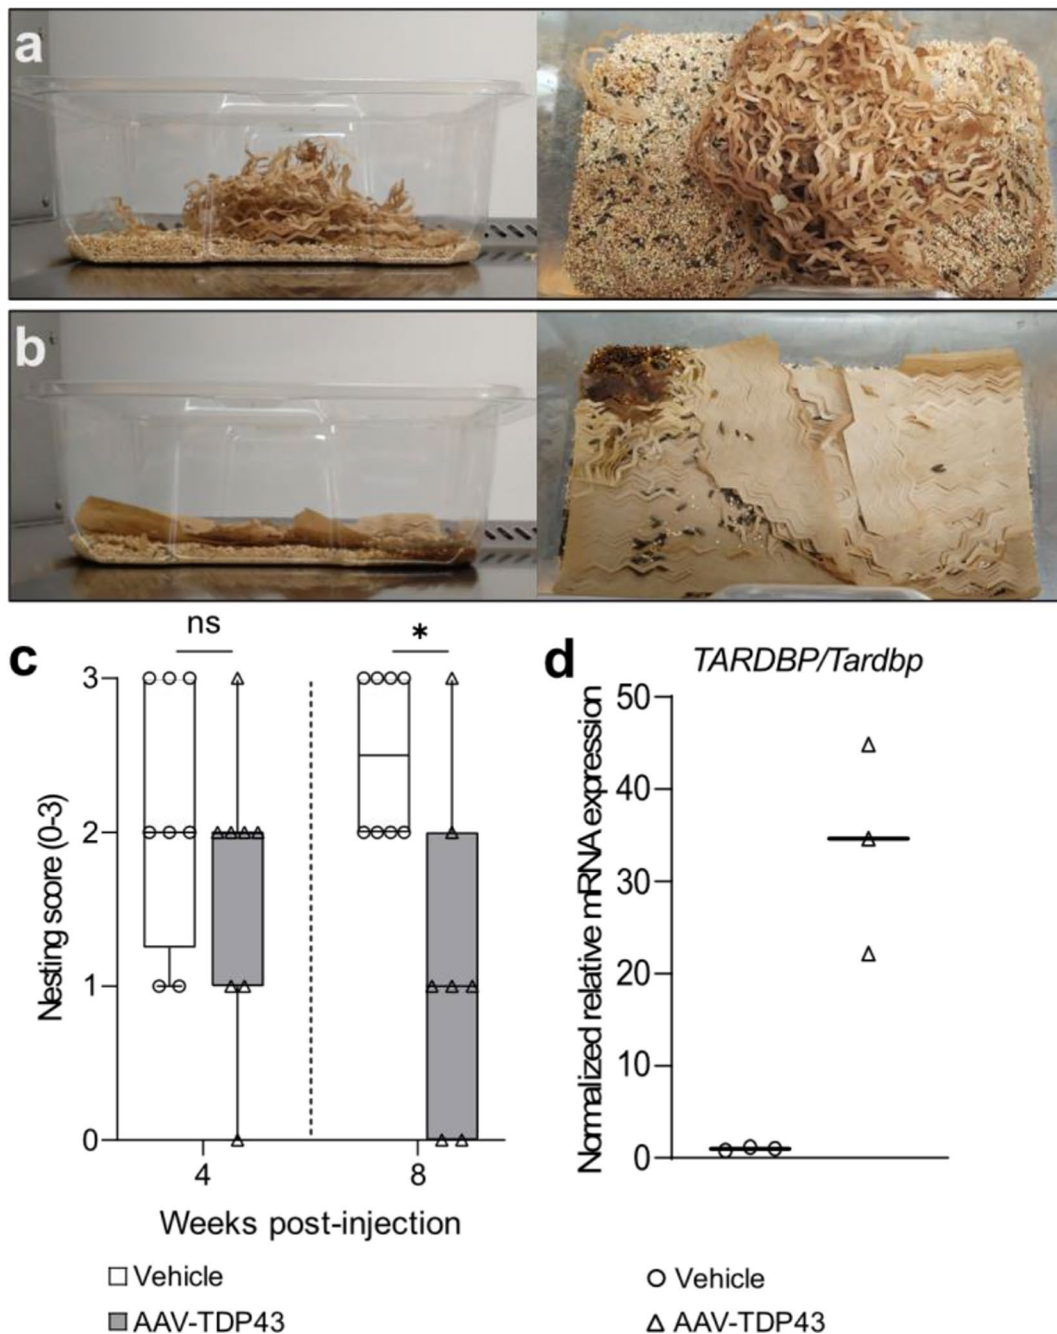 a
b
c
ns
*
3
2
1
0
Nesting score (0-3)
4
8
Weeks post-injection
Vehicle
AAV-TDP43
d
TARDBP/Tardbp
50
40
30
20
10
0
Normalized relative mRNA expression
Vehicle
AAV-TDP43